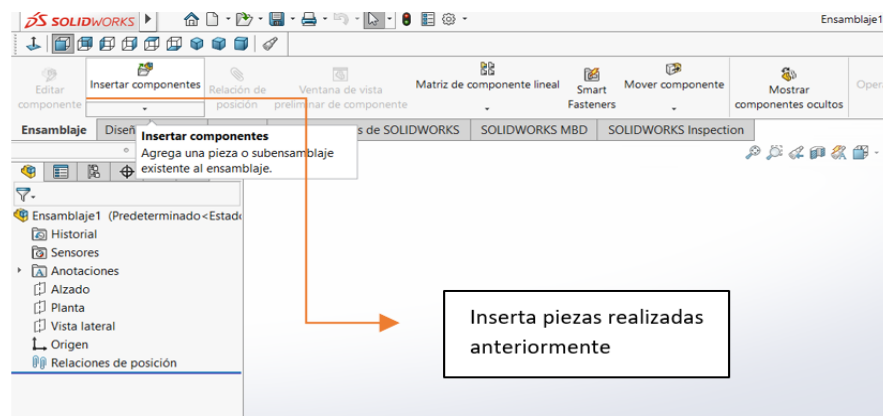 SOLIDWORKS
Ensamblaje1
Editar componente
Insertar componentes
Relación de posición
Ventana de vista preliminar de componente
Matriz de componente lineal
Smart Fasteners
Mover componente
Mostrar componentes ocultos
Ensamblaje
s de SOLIDWORKS
SOLIDWORKS MBD
SOLIDWORKS Inspection
Insertar componentes
Agrega una pieza o subensamblaje
existente al ensamblaje.
Ensamblaje1 (Predeterminado<Estad
Historial
Sensores
Anotaciones
Alzado
Planta
Vista lateral
Origen
Relaciones de posición
Inserta piezas realizadas
anteriormente